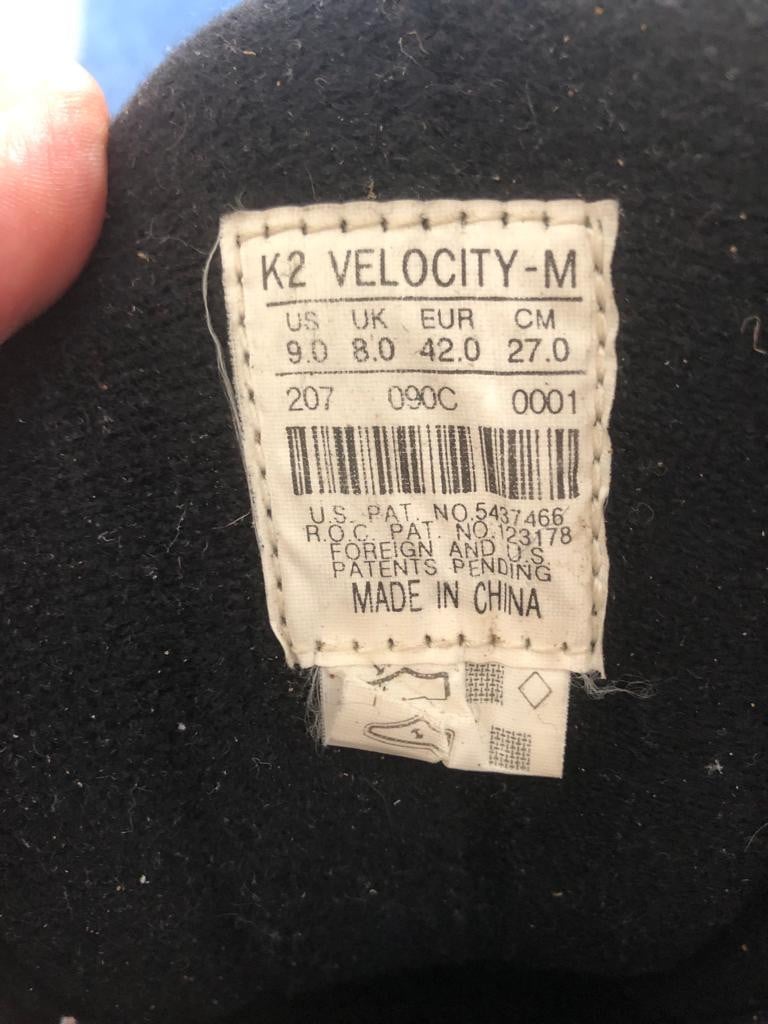 K2 VELOCITY-M
US UK EUR CM
9.0 8.0 42.0 27.0
207 090C 0001
U.S. PAT. NO.5437466
R.O.C. PAT. NO.123178
FOREIGN AND U.S.
PATENTS PENDING
MADE IN CHINA